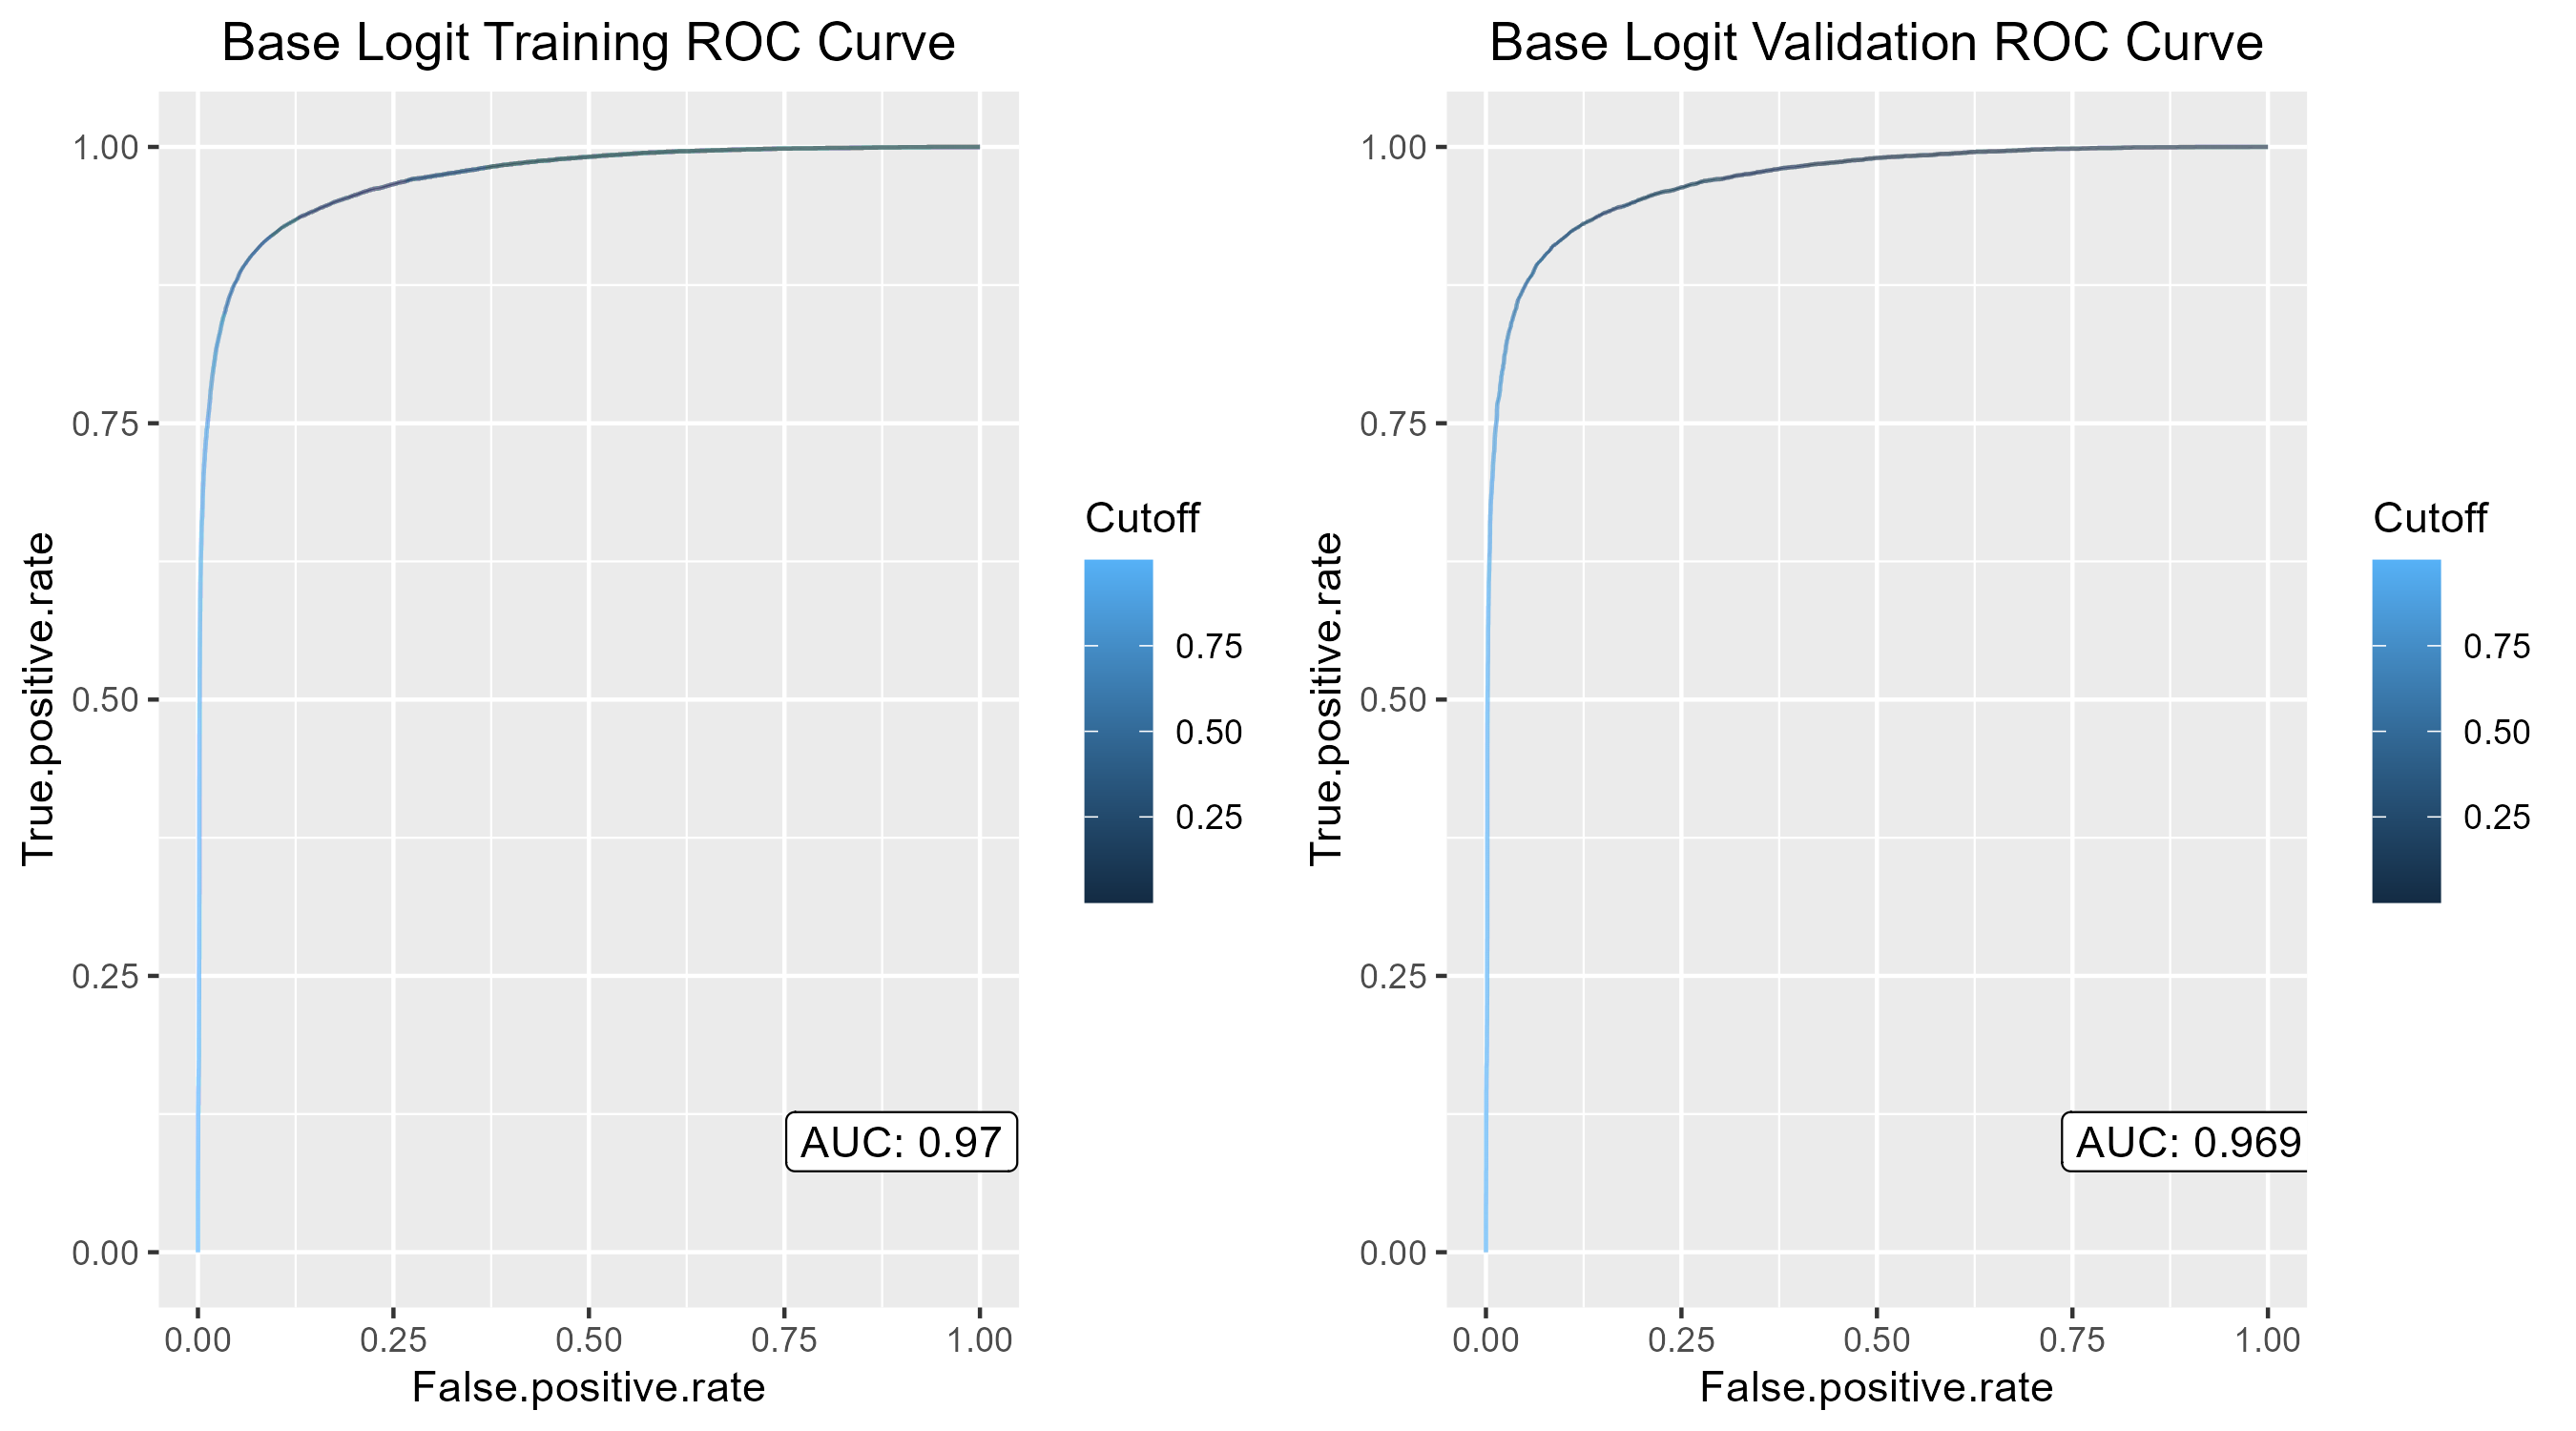 Base Logit Training ROC Curve
1.00
0.75
0.50
0.25
0.00
True.positive.rate
0.00 0.25 0.50 0.75 1.00
False.positive.rate
AUC: 0.97
Cutoff
0.75
0.50
0.25
Base Logit Validation ROC Curve
1.00
0.75
0.50
0.25
0.00
True.positive.rate
0.00 0.25 0.50 0.75 1.00
False.positive.rate
AUC: 0.969
Cutoff
0.75
0.50
0.25